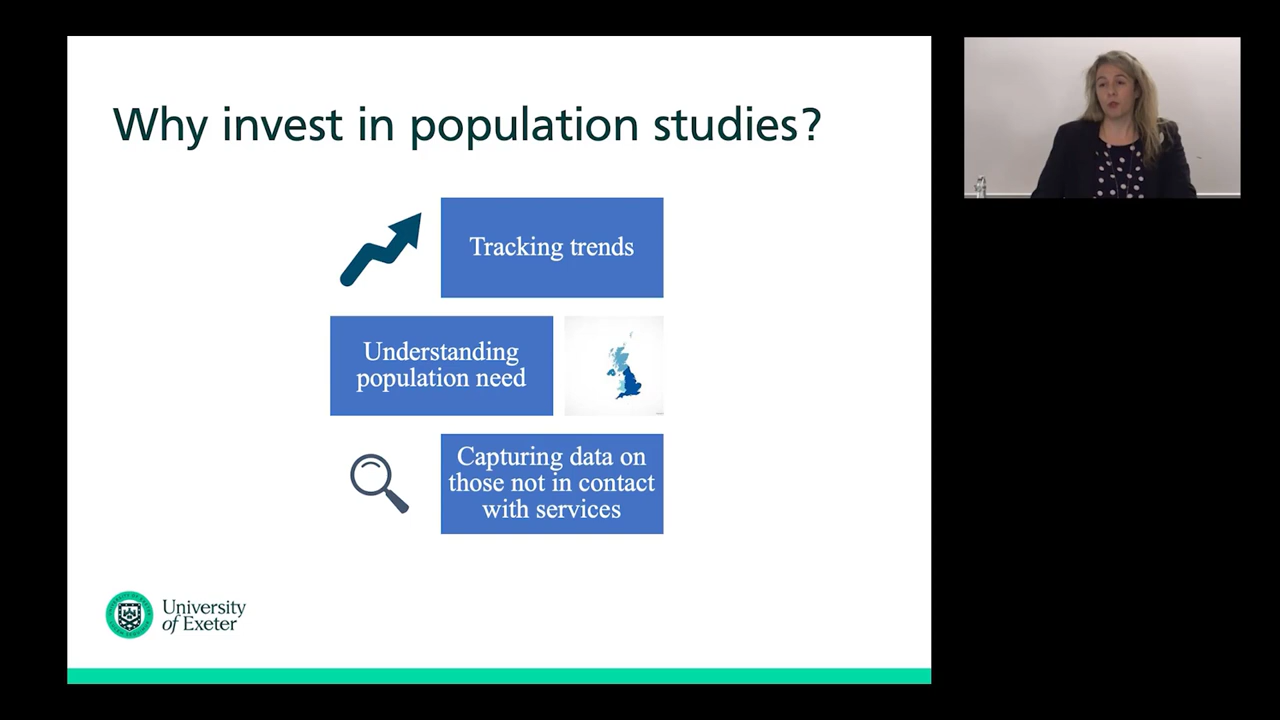 Why invest in population studies?
Tracking trends
Understanding
population need
Capturing data on
those not in contact
with services
University
of Exeter